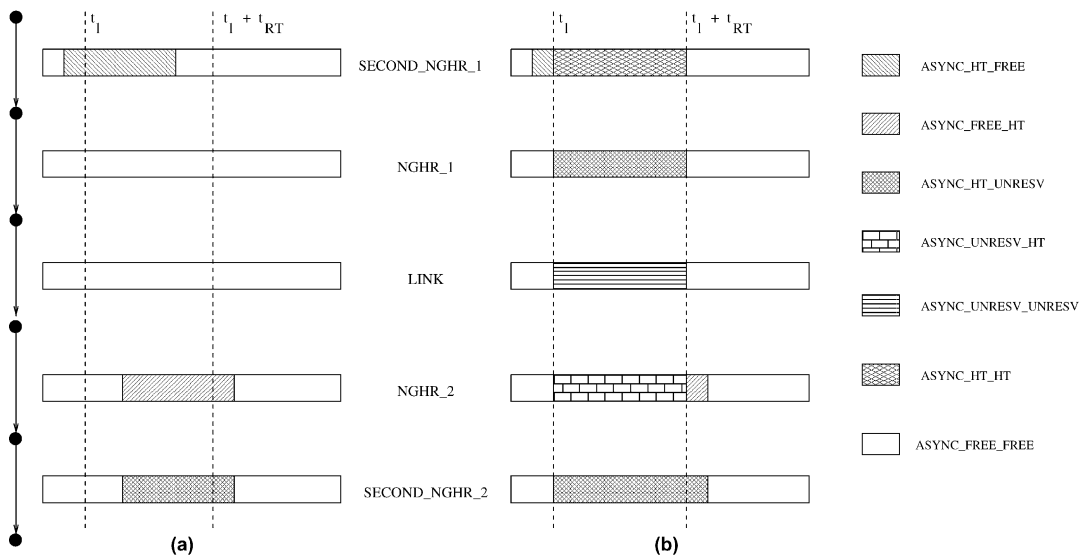 t1 t1 + tRT t1 t1 + tRT
SECOND_NGHR_1 ASYNC_HT_FREE
NGHR_1 ASYNC_FREE_HT
ASYNC_HT_UNRESV
LINK ASYNC_UNRESV_HT
ASYNC_UNRESV_UNRESV
NGHR_2 ASYNC_HT_HT
ASYNC_FREE_FREE
SECOND_NGHR_2
(a) (b)